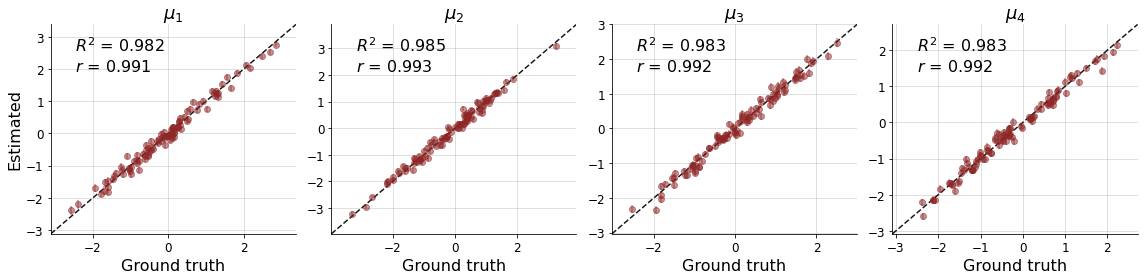 μ1
R² = 0.982
r = 0.991
Estimated
3
2
1
0
−1
−2
−3
−2
0
2
Ground truth
μ2
R² = 0.985
r = 0.993
3
2
1
0
−1
−2
−3
−2
0
2
Ground truth
μ3
R² = 0.983
r = 0.992
3
2
1
0
−1
−2
−3
−2
0
2
Ground truth
μ4
R² = 0.983
r = 0.992
2
1
0
−1
−2
−3
−3
−2
−1
0
1
2
Ground truth